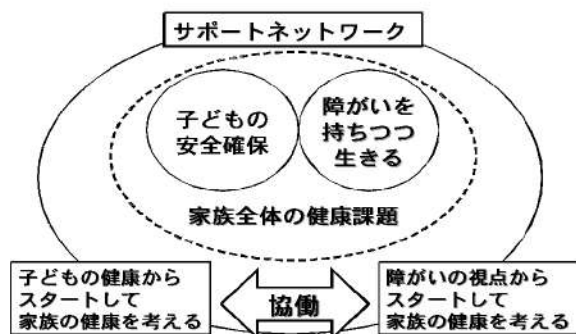 サポートネットワーク
子どもの
安全確保
障がいを
持ちつつ
生きる
家族全体の健康課題
子どもの健康から
スタートして
家族の健康を考える
協働
障がいの視点から
スタートして
家族の健康を考える